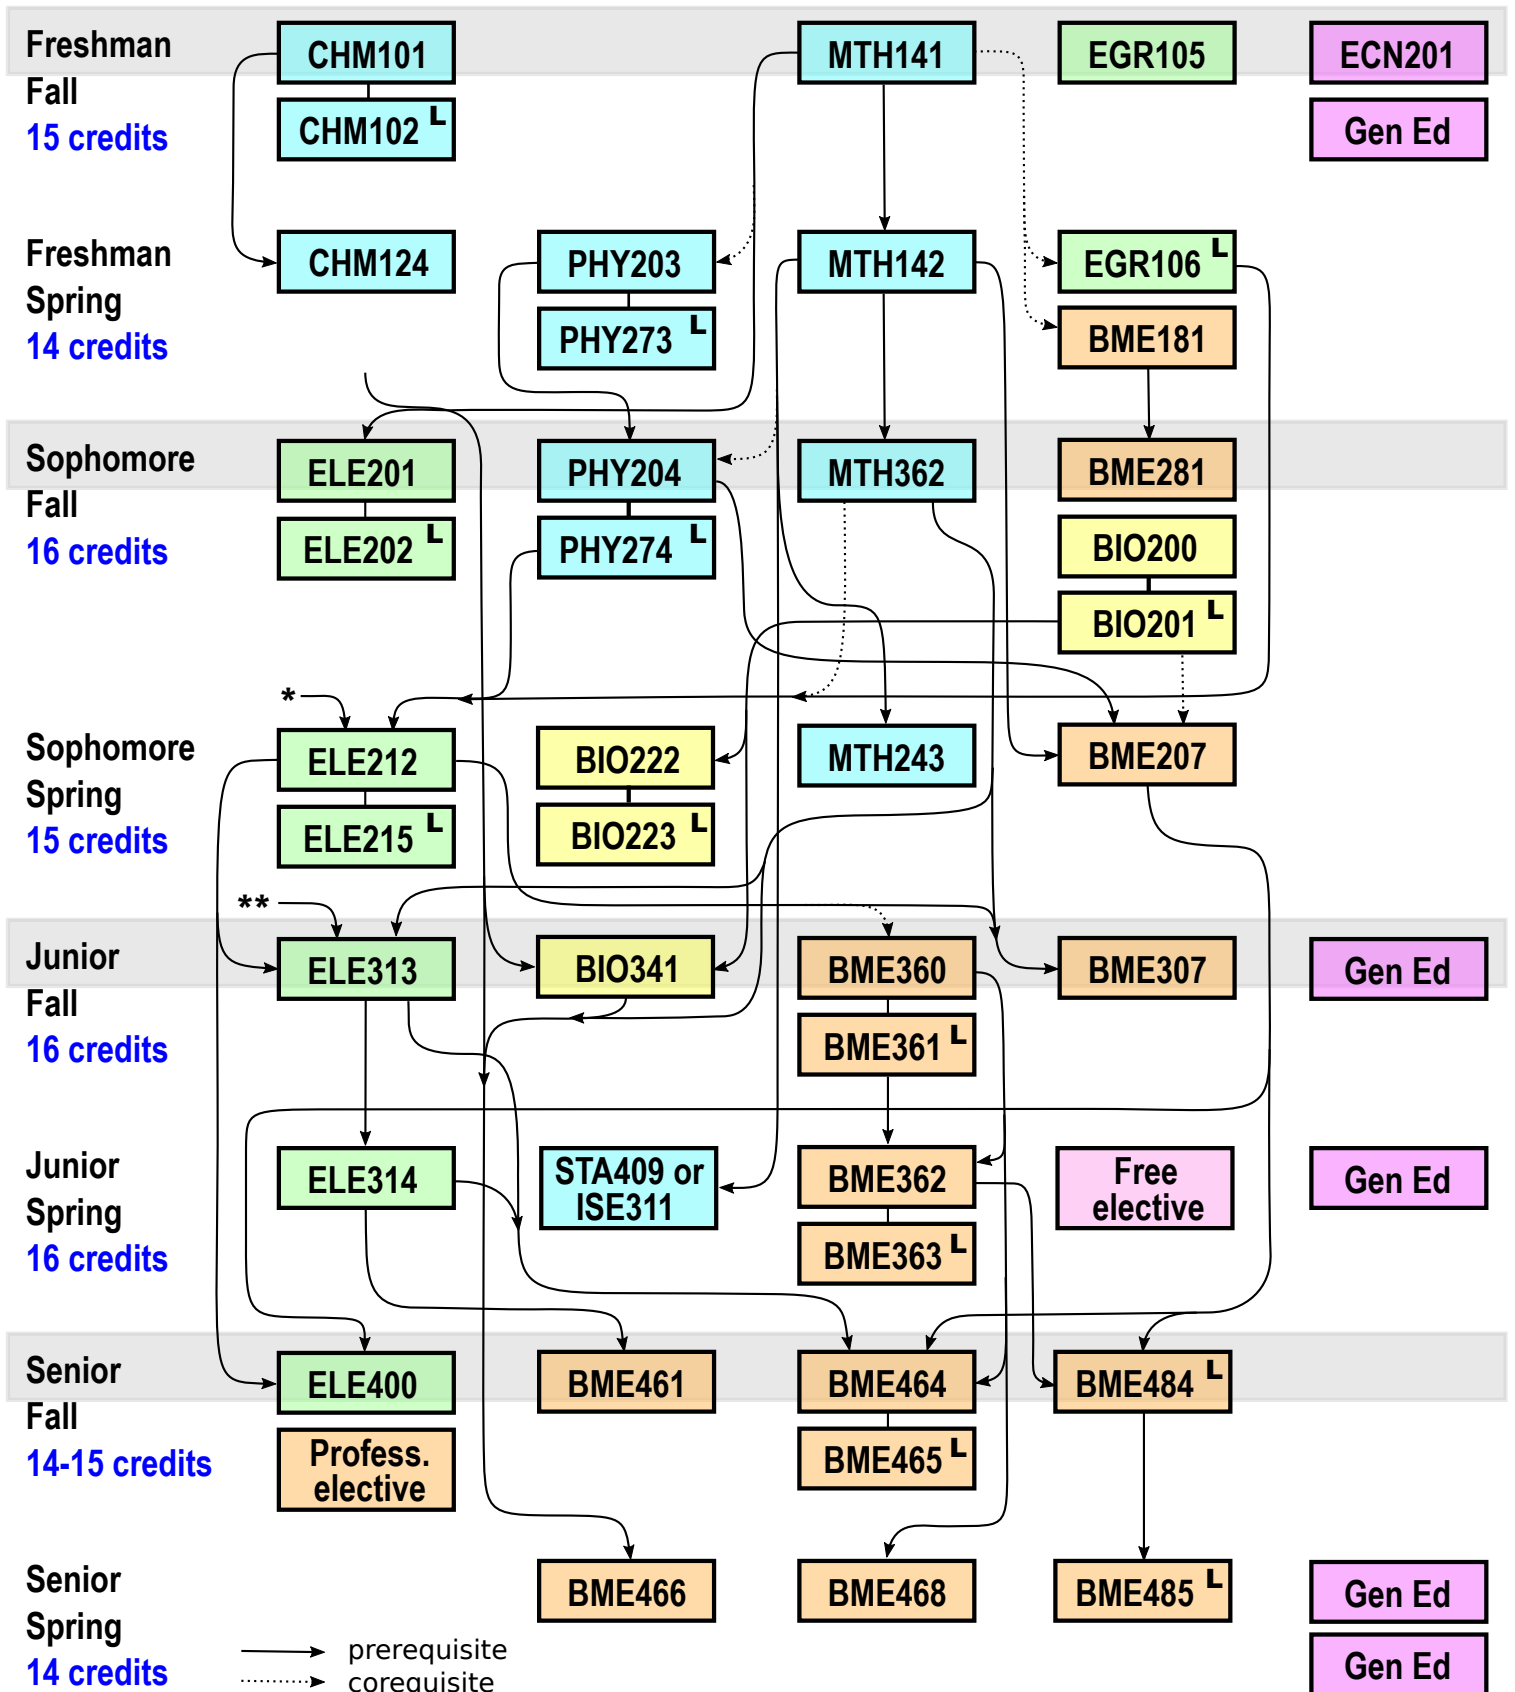 Freshman
Fall
15 credits
CHM101
MTH141
EGR105
ECN201
CHM102 L
Gen Ed
Freshman
Spring
14 credits
CHM124
PHY203
MTH142
EGR106 L
PHY273 L
BME181
Sophomore
Fall
16 credits
ELE201
PHY204
MTH362
BME281
ELE202 L
PHY274 L
BIO200
BIO201 L
*
Sophomore
Spring
15 credits
ELE212
BIO222
MTH243
BME207
ELE215 L
BIO223 L
**
Junior
Fall
16 credits
ELE313
BIO341
BME360
BME307
Gen Ed
BME361 L
Junior
Spring
16 credits
ELE314
STA409 or
ISE311
BME362
Free
elective
Gen Ed
BME363 L
Senior
Fall
14-15 credits
ELE400
BME461
BME464
BME484 L
Profess.
elective
BME465 L
Senior
Spring
14 credits
BME466
BME468
BME485 L
Gen Ed
Gen Ed
prerequisite
corequisite